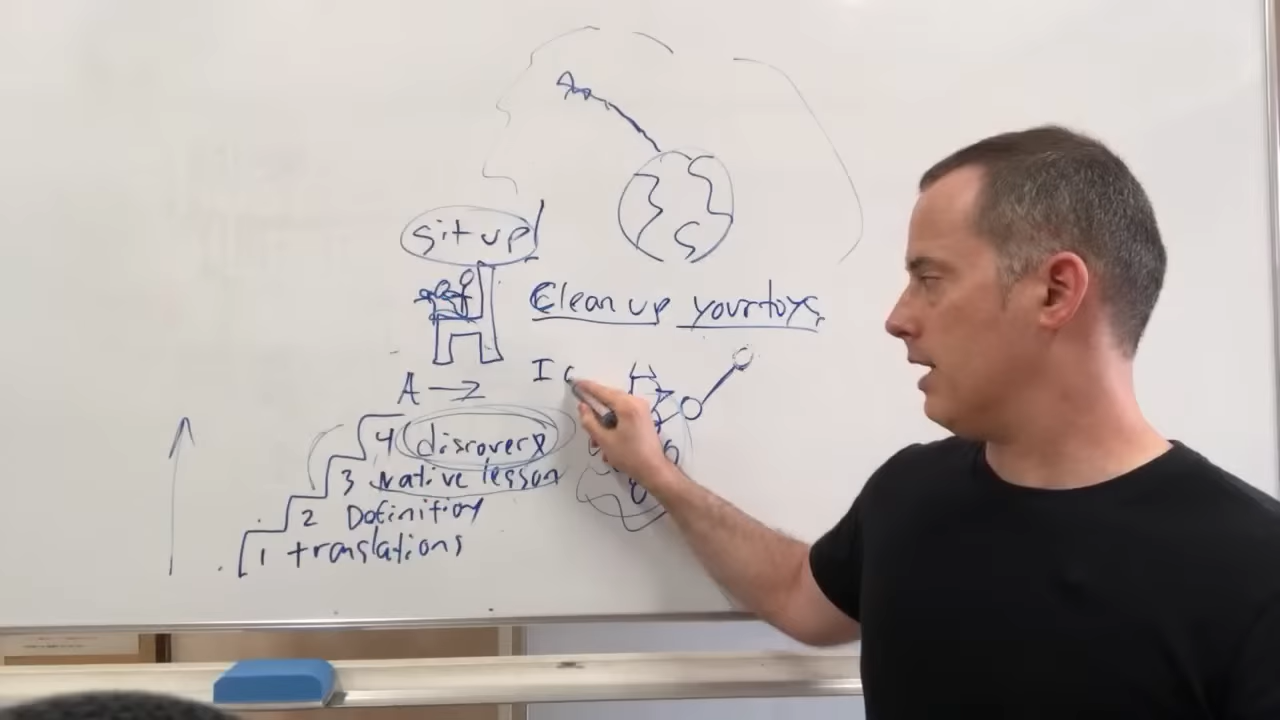 sit up
Clean up your toys
I c
A → Z
4 discovery
3 Native lesson
2 Definition
1 translations